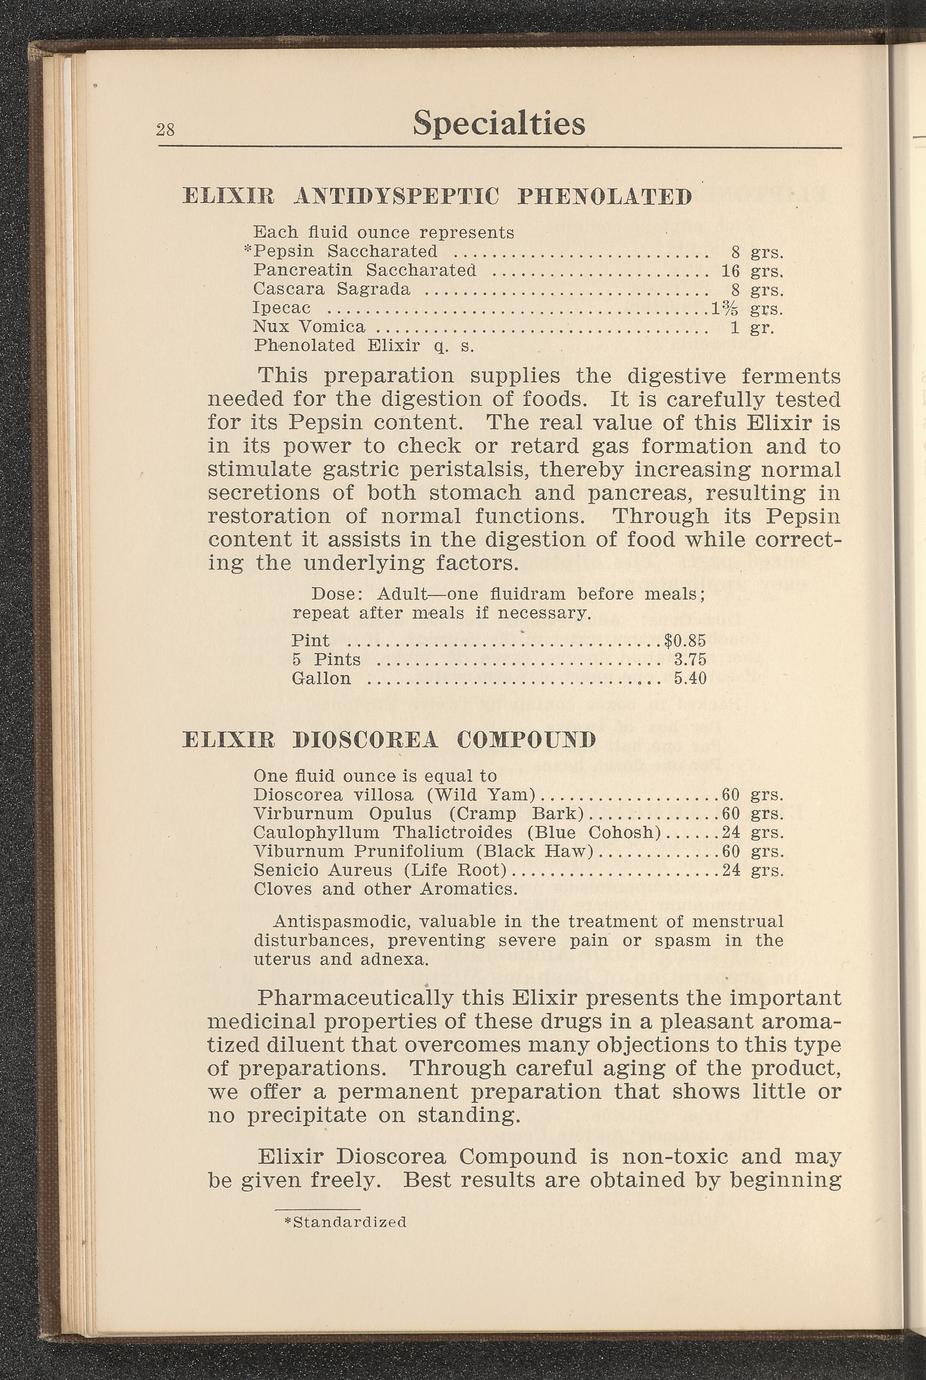 28
Specialties
ELIXIR ANTIDYSPEPTIC PHENOLATED
Each fluid ounce represents
*Pepsin Saccharated ........................... 8 grs.
Pancreatin Saccharated ....................... 16 grs.
Cascara Sagrada .............................. 8 grs.
Ipecac ........................................1⅗ grs.
Nux Vomica ................................... 1 gr.
Phenolated Elixir q. s.
This preparation supplies the digestive ferments
needed for the digestion of foods. It is carefully tested
for its Pepsin content. The real value of this Elixir is
in its power to check or retard gas formation and to
stimulate gastric peristalsis, thereby increasing normal
secretions of both stomach and pancreas, resulting in
restoration of normal functions. Through its Pepsin
content it assists in the digestion of food while correct-
ing the underlying factors.
Dose: Adult—one fluidram before meals;
repeat after meals if necessary.
Pint .................................$0.85
5 Pints .............................. 3.75
Gallon ............................... 5.40
ELIXIR DIOSCOREA COMPOUND
One fluid ounce is equal to
Dioscorea villosa (Wild Yam)...................60 grs.
Virburnum Opulus (Cramp Bark)..............60 grs.
Caulophyllum Thalictroides (Blue Cohosh)......24 grs.
Viburnum Prunifolium (Black Haw).............60 grs.
Senicio Aureus (Life Root)......................24 grs.
Cloves and other Aromatics.
Antispasmodic, valuable in the treatment of menstrual
disturbances, preventing severe pain or spasm in the
uterus and adnexa.
Pharmaceutically this Elixir presents the important
medicinal properties of these drugs in a pleasant aroma-
tized diluent that overcomes many objections to this type
of preparations. Through careful aging of the product,
we offer a permanent preparation that shows little or
no precipitate on standing.
Elixir Dioscorea Compound is non-toxic and may
be given freely. Best results are obtained by beginning
*Standardized